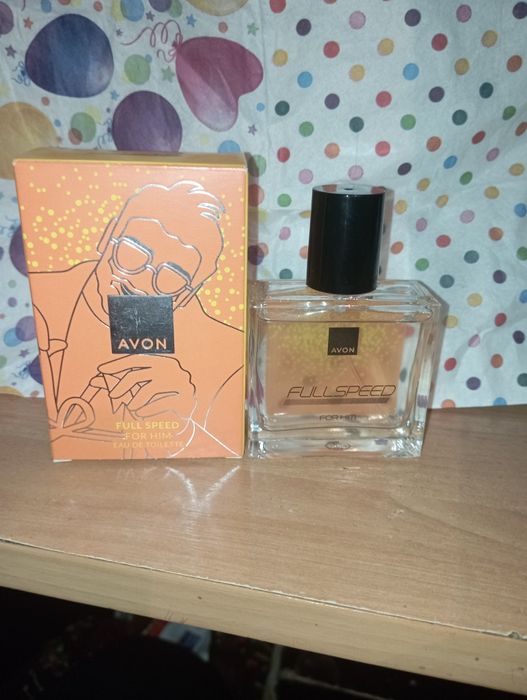 AVON
FULL SPEED
FOR HIM
EAU DE TOILETTE
AVON
FULLSPEED
FOR HIM